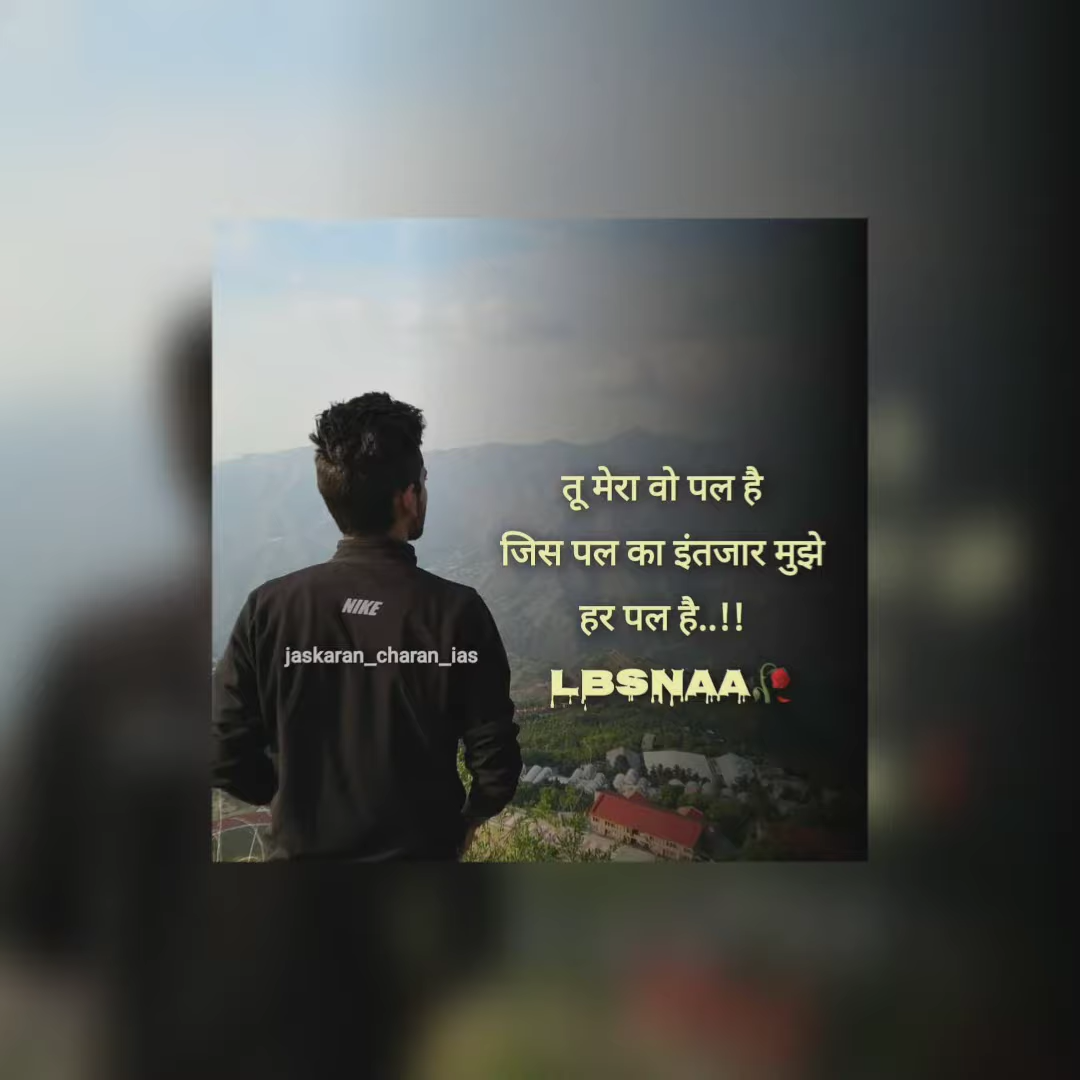 तू मेरा वो पल है
जिस पल का इंतजार मुझे
हर पल है..!!
LBSNAA🥀
NIKE
jaskaran_charan_ias